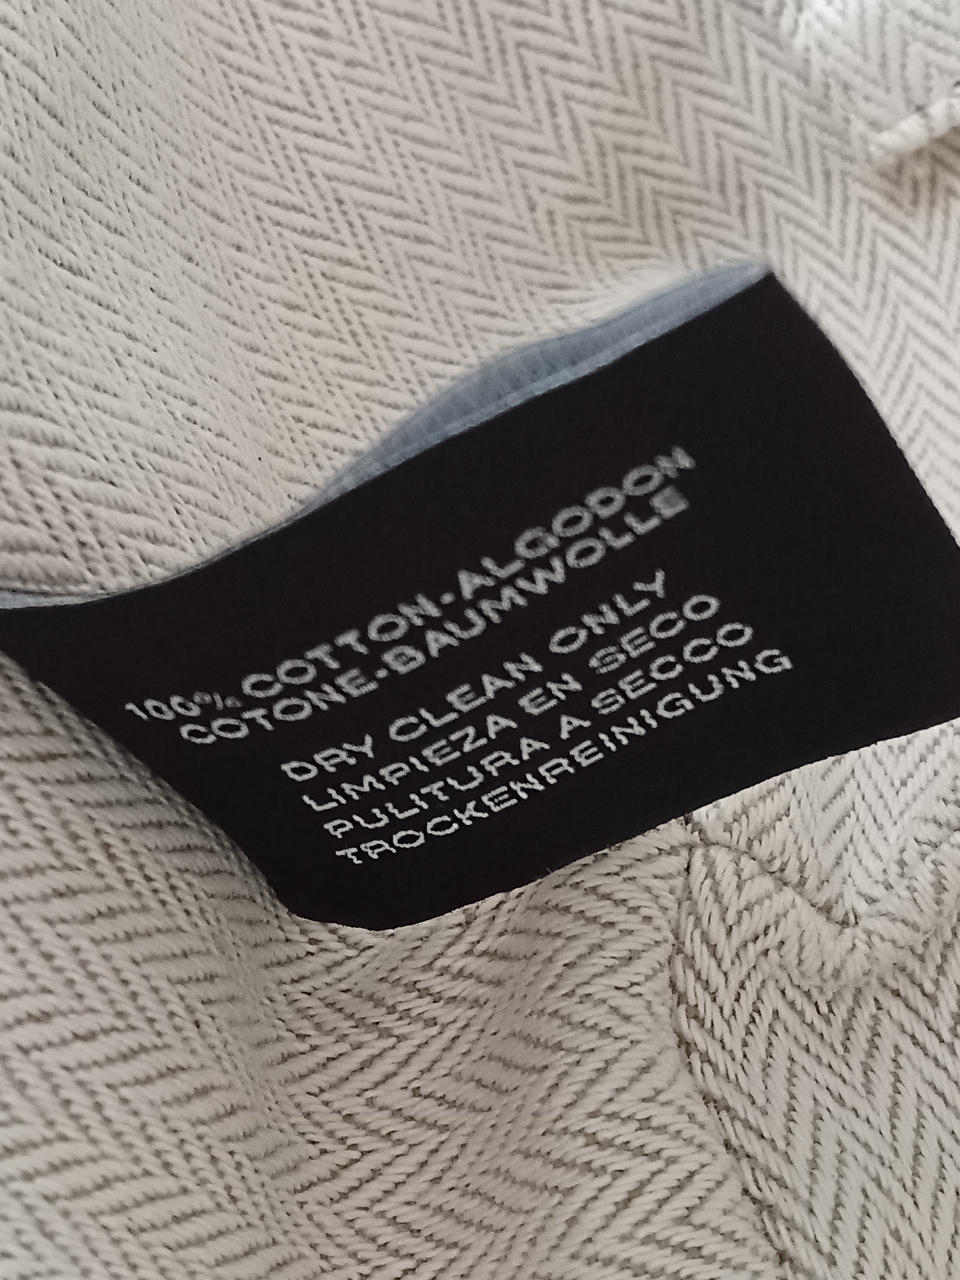 100% COTTON-ALGODON
COTONE-BAUMWOLLE
DRY CLEAN ONLY
LIMPIEZA EN SECO
PULITURA A SECCO
TROCKENREINIGUNG